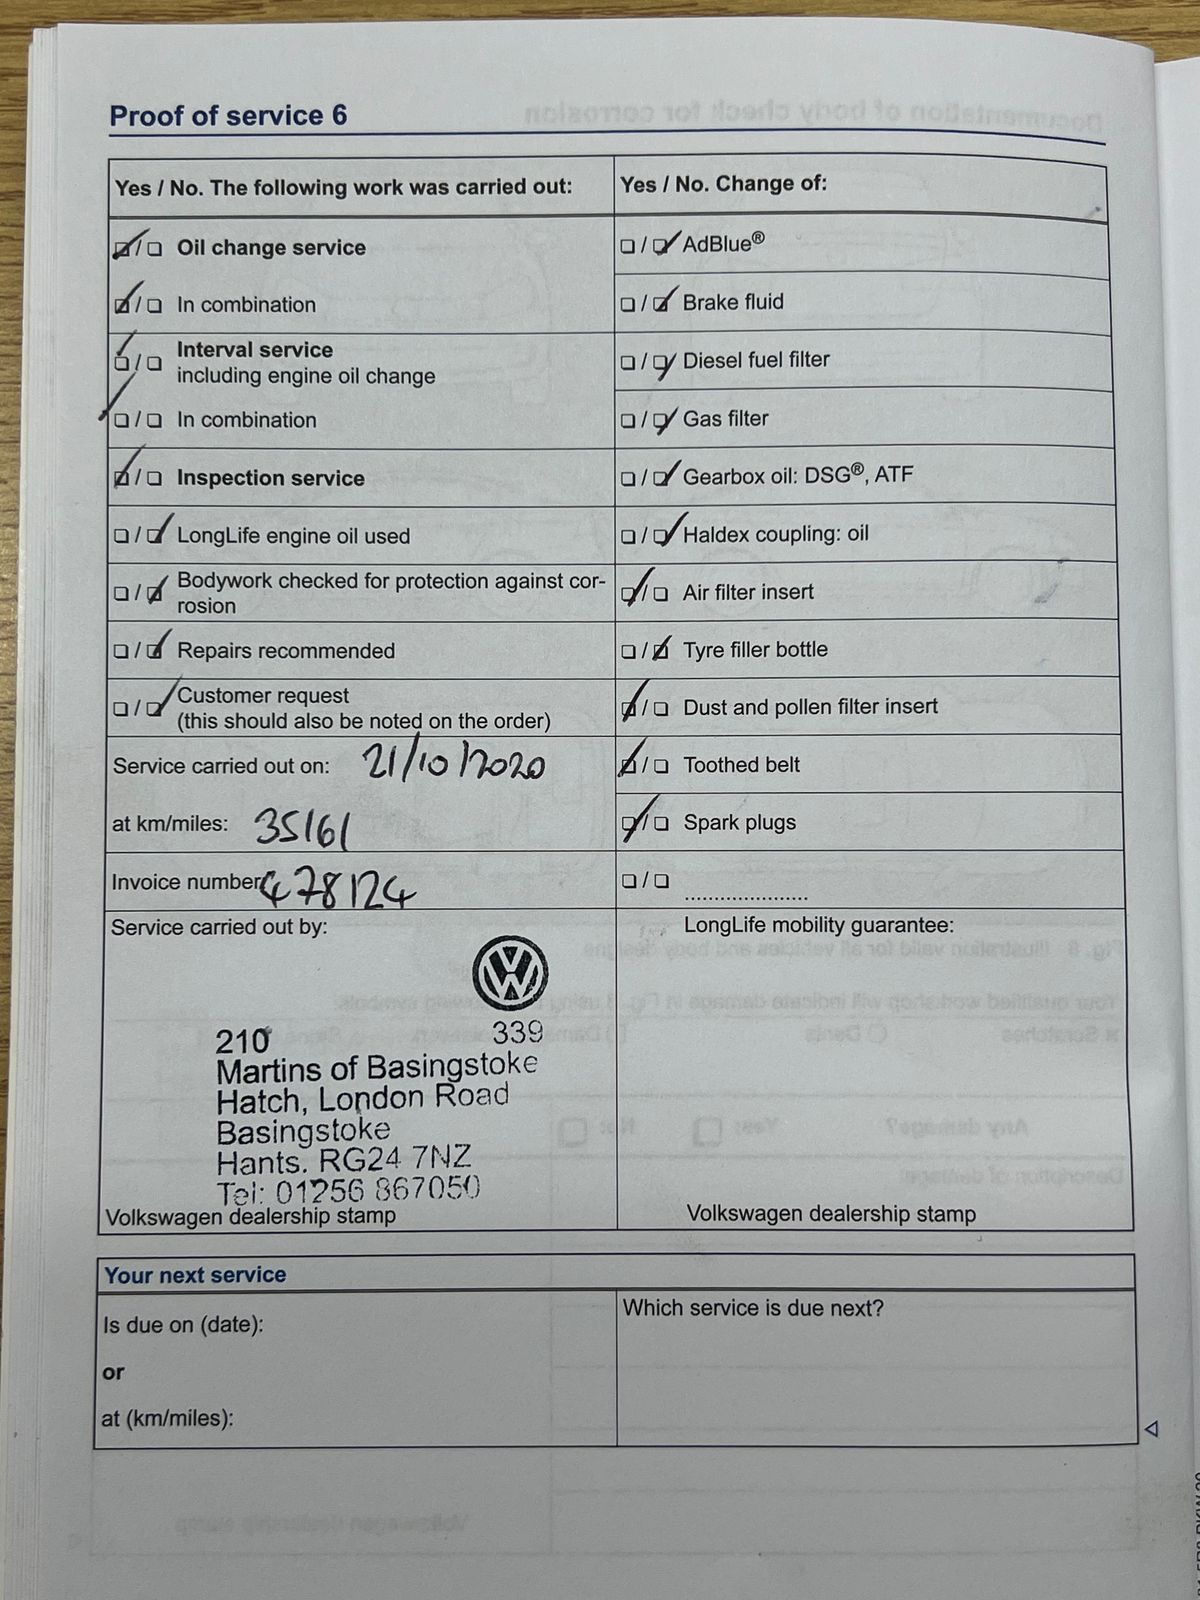 Proof of service 6
Yes / No. The following work was carried out:
Oil change service
In combination
Interval service
including engine oil change
In combination
Inspection service
LongLife engine oil used
Bodywork checked for protection against cor-
rosion
Repairs recommended
Customer request
(this should also be noted on the order)
Service carried out on: 21/10/2020
at km/miles: 35161
Invoice number 478124
Service carried out by:
210 339
Martins of Basingstoke
Hatch, London Road
Basingstoke
Hants. RG24 7NZ
Tel: 01256 867050
Volkswagen dealership stamp
Yes / No. Change of:
AdBlue®
Brake fluid
Diesel fuel filter
Gas filter
Gearbox oil: DSG®, ATF
Haldex coupling: oil
Air filter insert
Tyre filler bottle
Dust and pollen filter insert
Toothed belt
Spark plugs
......................
LongLife mobility guarantee:
Volkswagen dealership stamp
Your next service
Is due on (date):
or
at (km/miles):
Which service is due next?